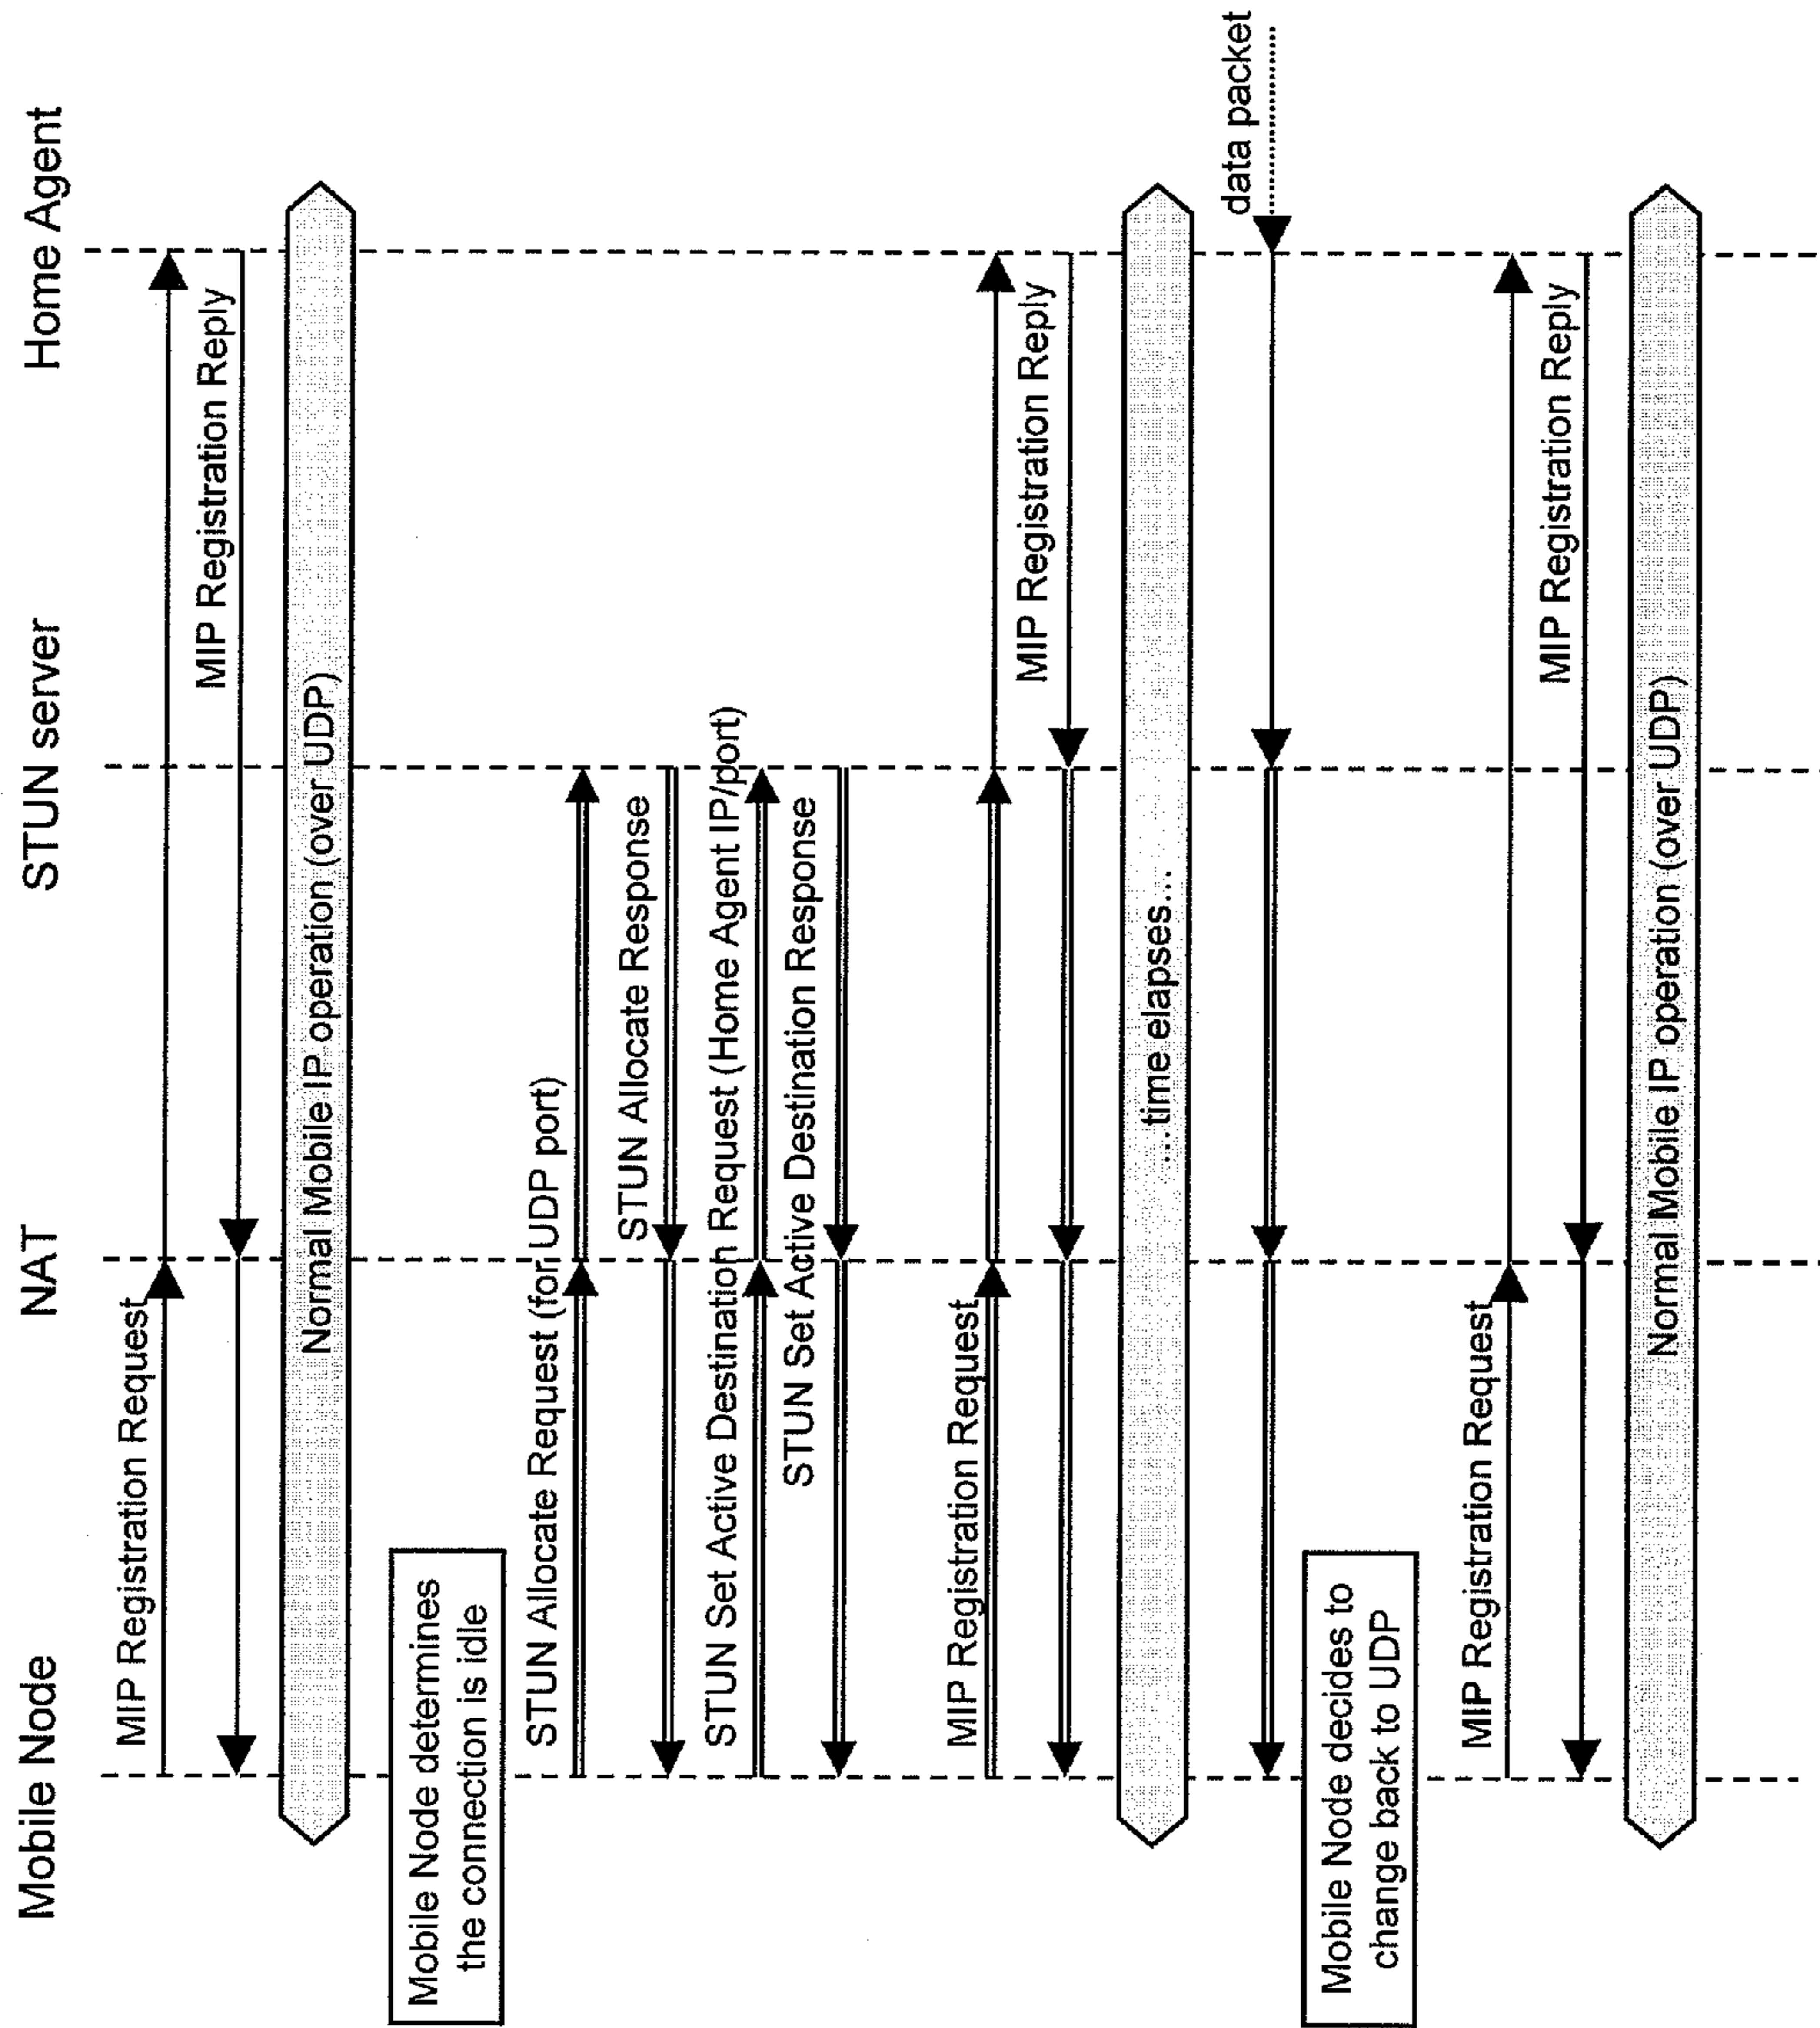 Mobile Node
NAT
STUN server
Home Agent
MIP Registration Request
MIP Registration Reply
Normal Mobile IP operation (over UDP)
Mobile Node determines
the connection is idle
STUN Allocate Request (for UDP port)
STUN Allocate Response
STUN Set Active Destination Request (Home Agent IP/port)
STUN Set Active Destination Response
MIP Registration Request
MIP Registration Reply
....time elapses...
data packet
Mobile Node decides to
change back to UDP
MIP Registration Request
MIP Registration Reply
Normal Mobile IP operation (over UDP)